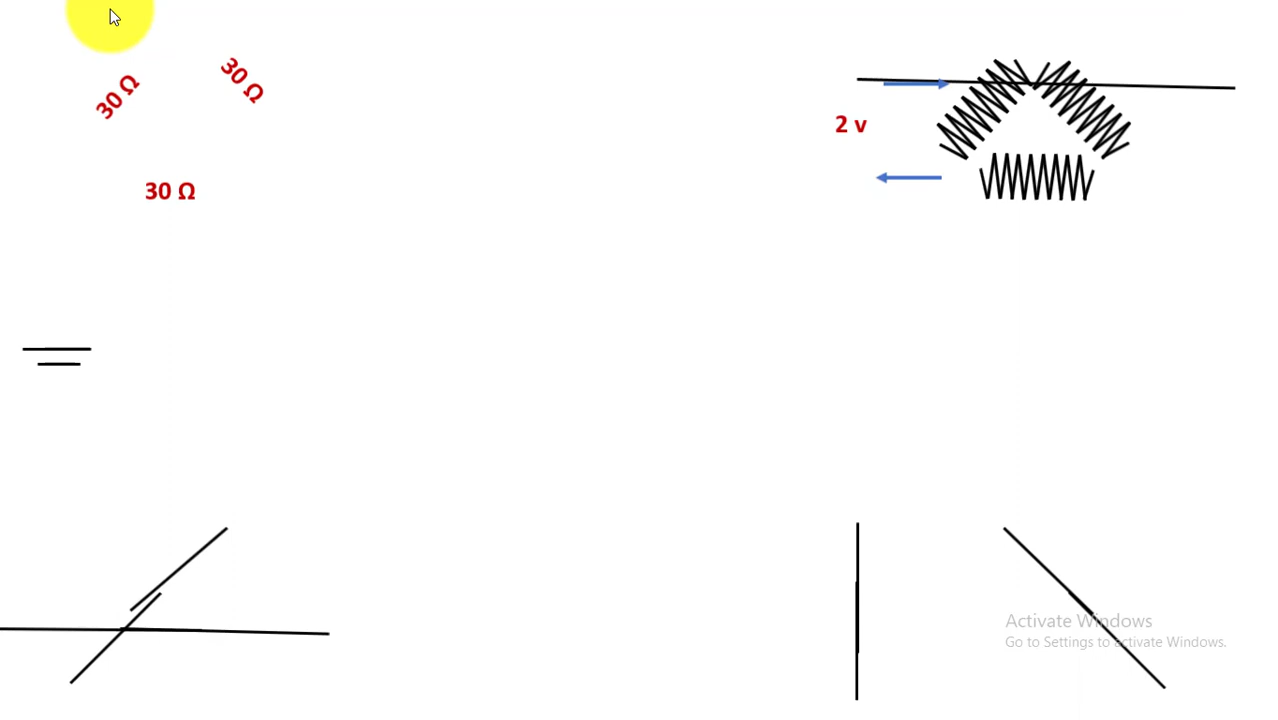 30 Ω
30 Ω
30 Ω
2 v
Activate Windows
Go to Settings to activate Windows.